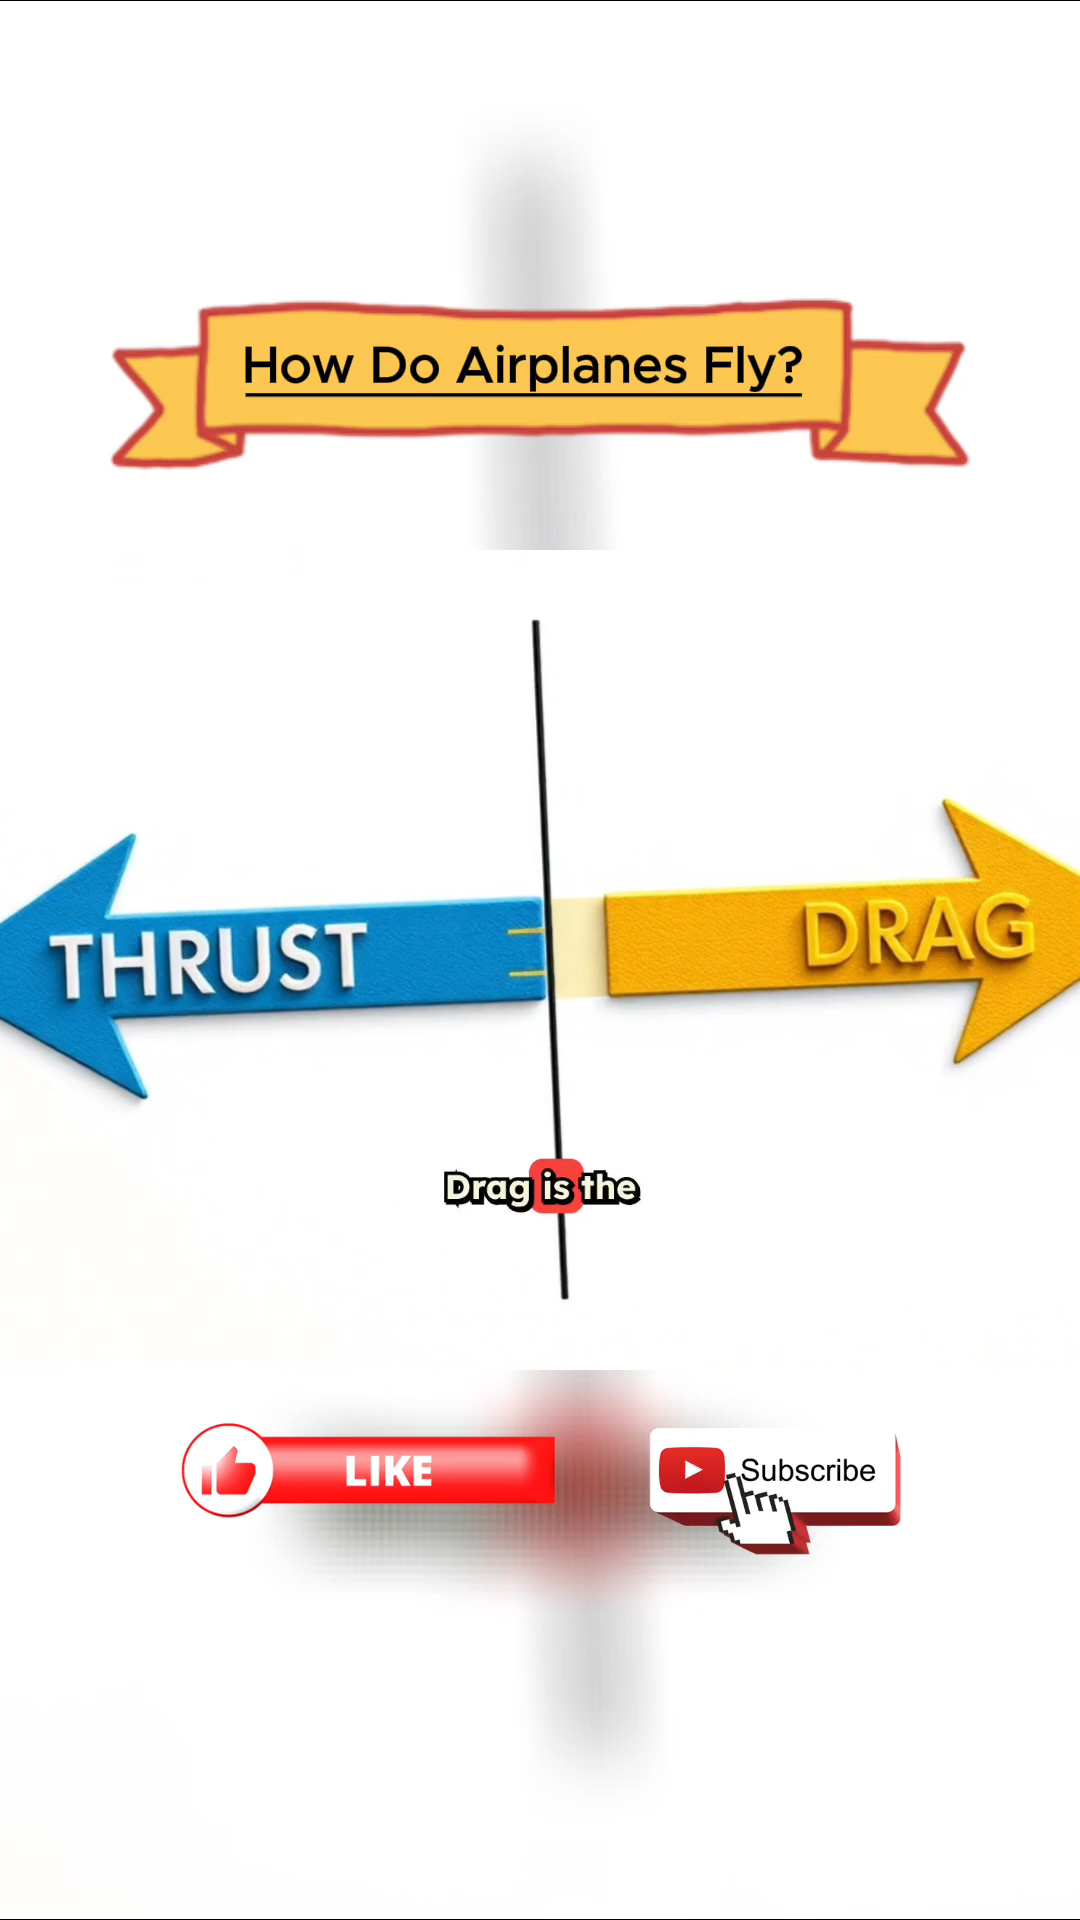 How Do Airplanes Fly?
THRUST
DRAG
Drag is the
LIKE
Subscribe